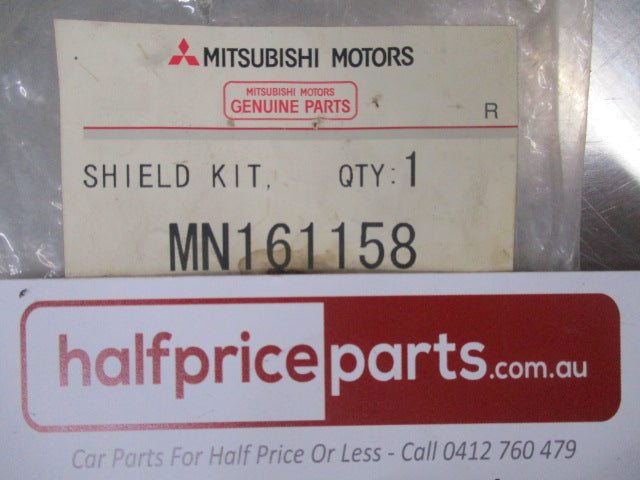 MITSUBISHI MOTORS
MITSUBISHI MOTORS
GENUINE PARTS
R
SHIELD KIT, QTY:1
MN161158
halfpriceparts.com.au
Car Parts For Half Price Or Less - Call 0412 760 479